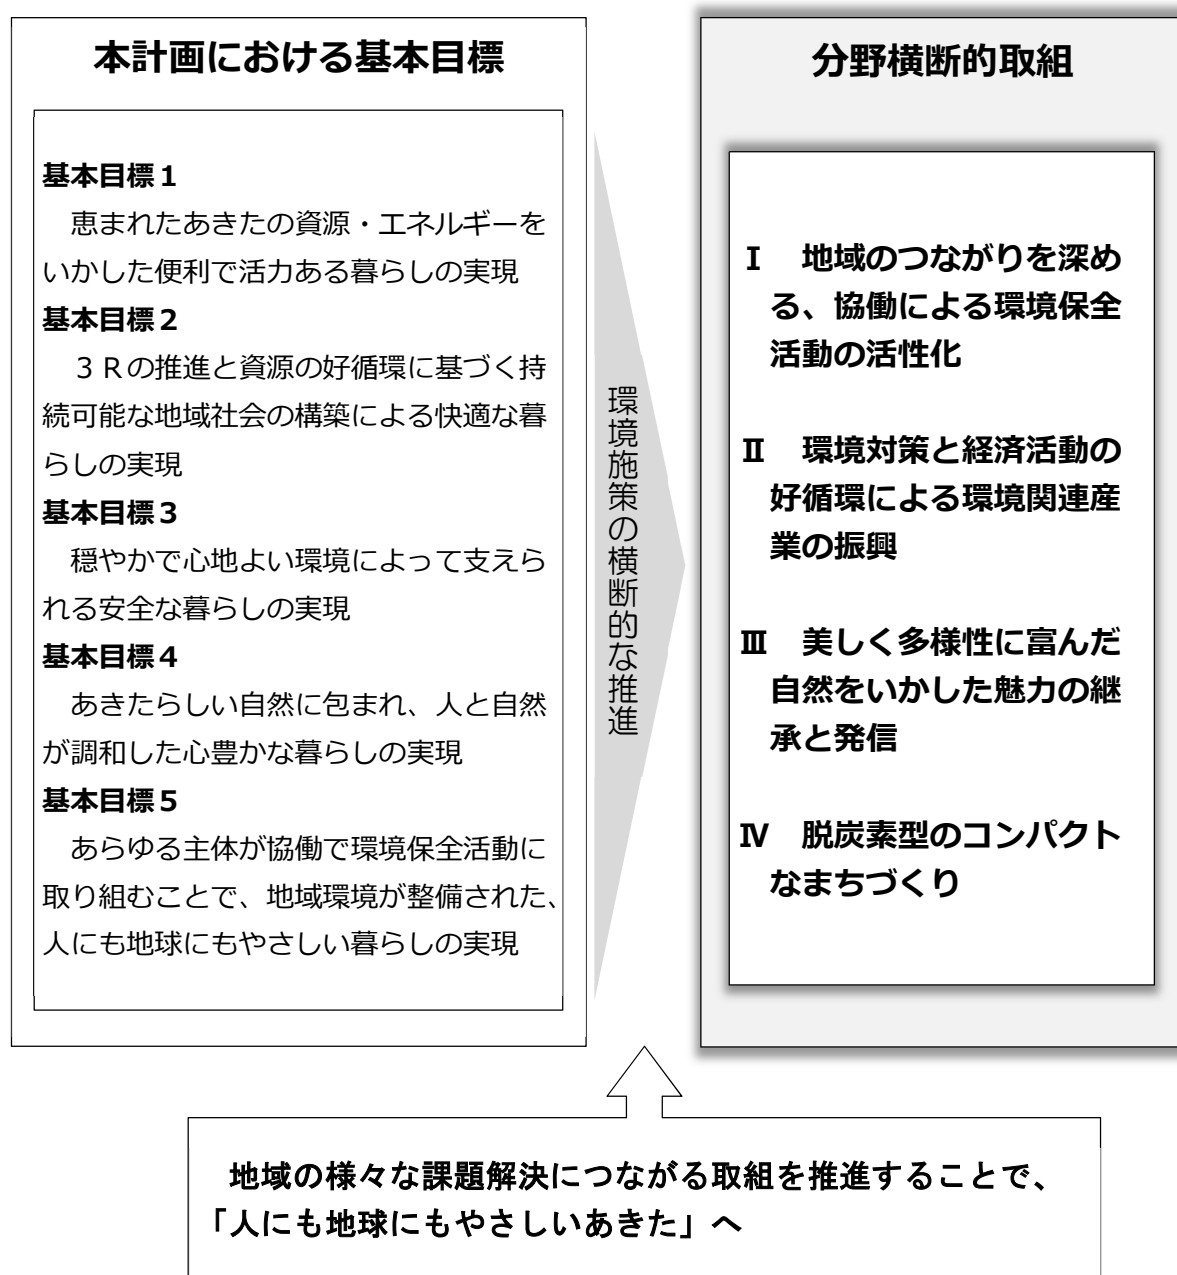 本計画における基本目標
基本目標１
恵まれたあきたの資源・エネルギーを
いかした便利で活力ある暮らしの実現
基本目標２
３Ｒの推進と資源の好循環に基づく持
続可能な地域社会の構築による快適な暮
らしの実現
基本目標３
穏やかで心地よい環境によって支えら
れる安全な暮らしの実現
基本目標４
あきたらしい自然に包まれ、人と自然
が調和した心豊かな暮らしの実現
基本目標５
あらゆる主体が協働で環境保全活動に
取り組むことで、地域環境が整備された、
人にも地球にもやさしい暮らしの実現
環境施策の横断的な推進
分野横断的取組
Ⅰ　地域のつながりを深め
る、協働による環境保全
活動の活性化
Ⅱ　環境対策と経済活動の
好循環による環境関連産
業の振興
Ⅲ　美しく多様性に富んだ
自然をいかした魅力の継
承と発信
Ⅳ　脱炭素型のコンパクト
なまちづくり
地域の様々な課題解決につながる取組を推進することで、
「人にも地球にもやさしいあきた」へ